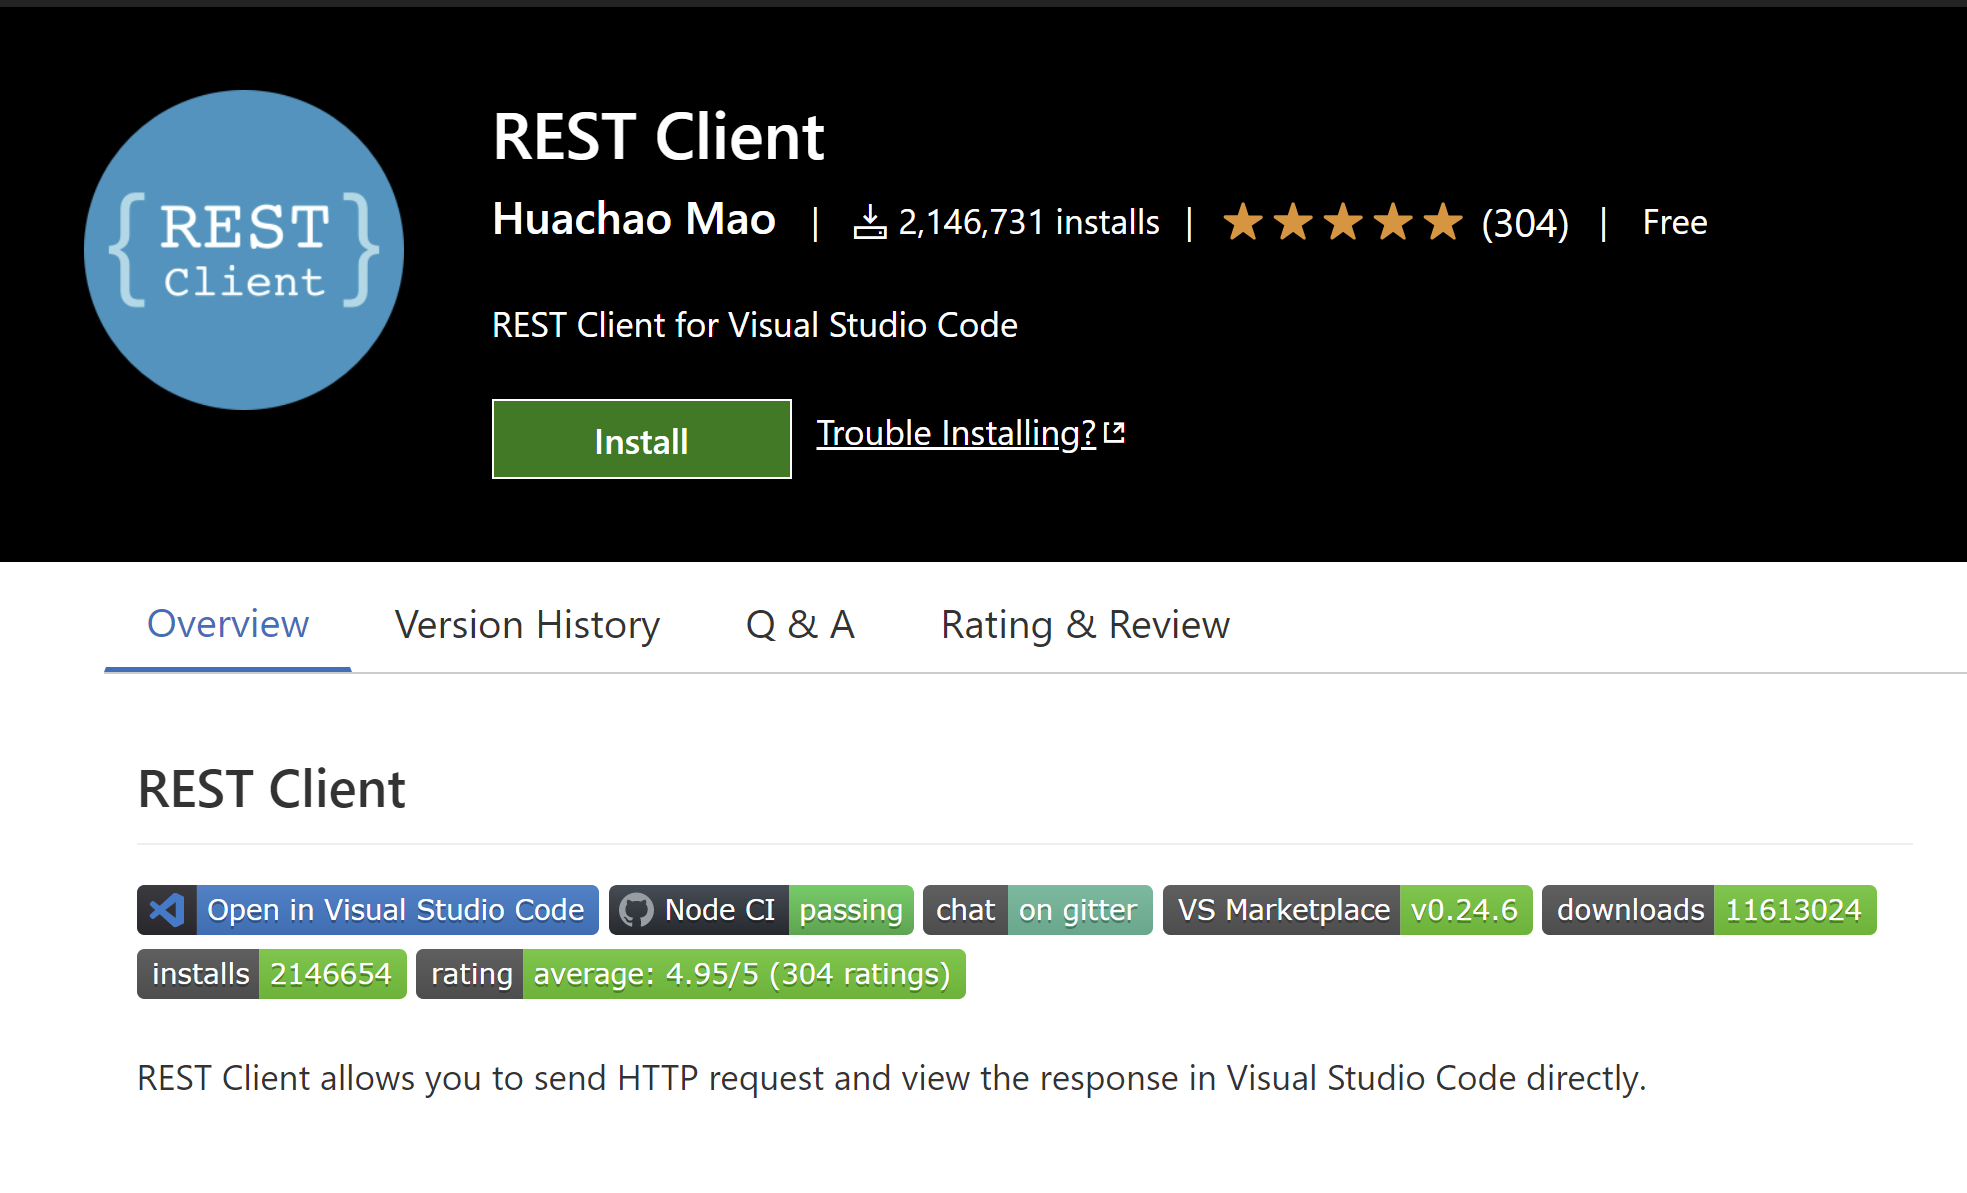 { REST
Client }
REST Client
Huachao Mao | 2,146,731 installs | ★★★★★ (304) | Free
REST Client for Visual Studio Code
Install Trouble Installing?
Overview Version History Q & A Rating & Review
REST Client
Open in Visual Studio Code Node CI passing chat on gitter VS Marketplace v0.24.6 downloads 11613024
installs 2146654 rating average: 4.95/5 (304 ratings)
REST Client allows you to send HTTP request and view the response in Visual Studio Code directly.